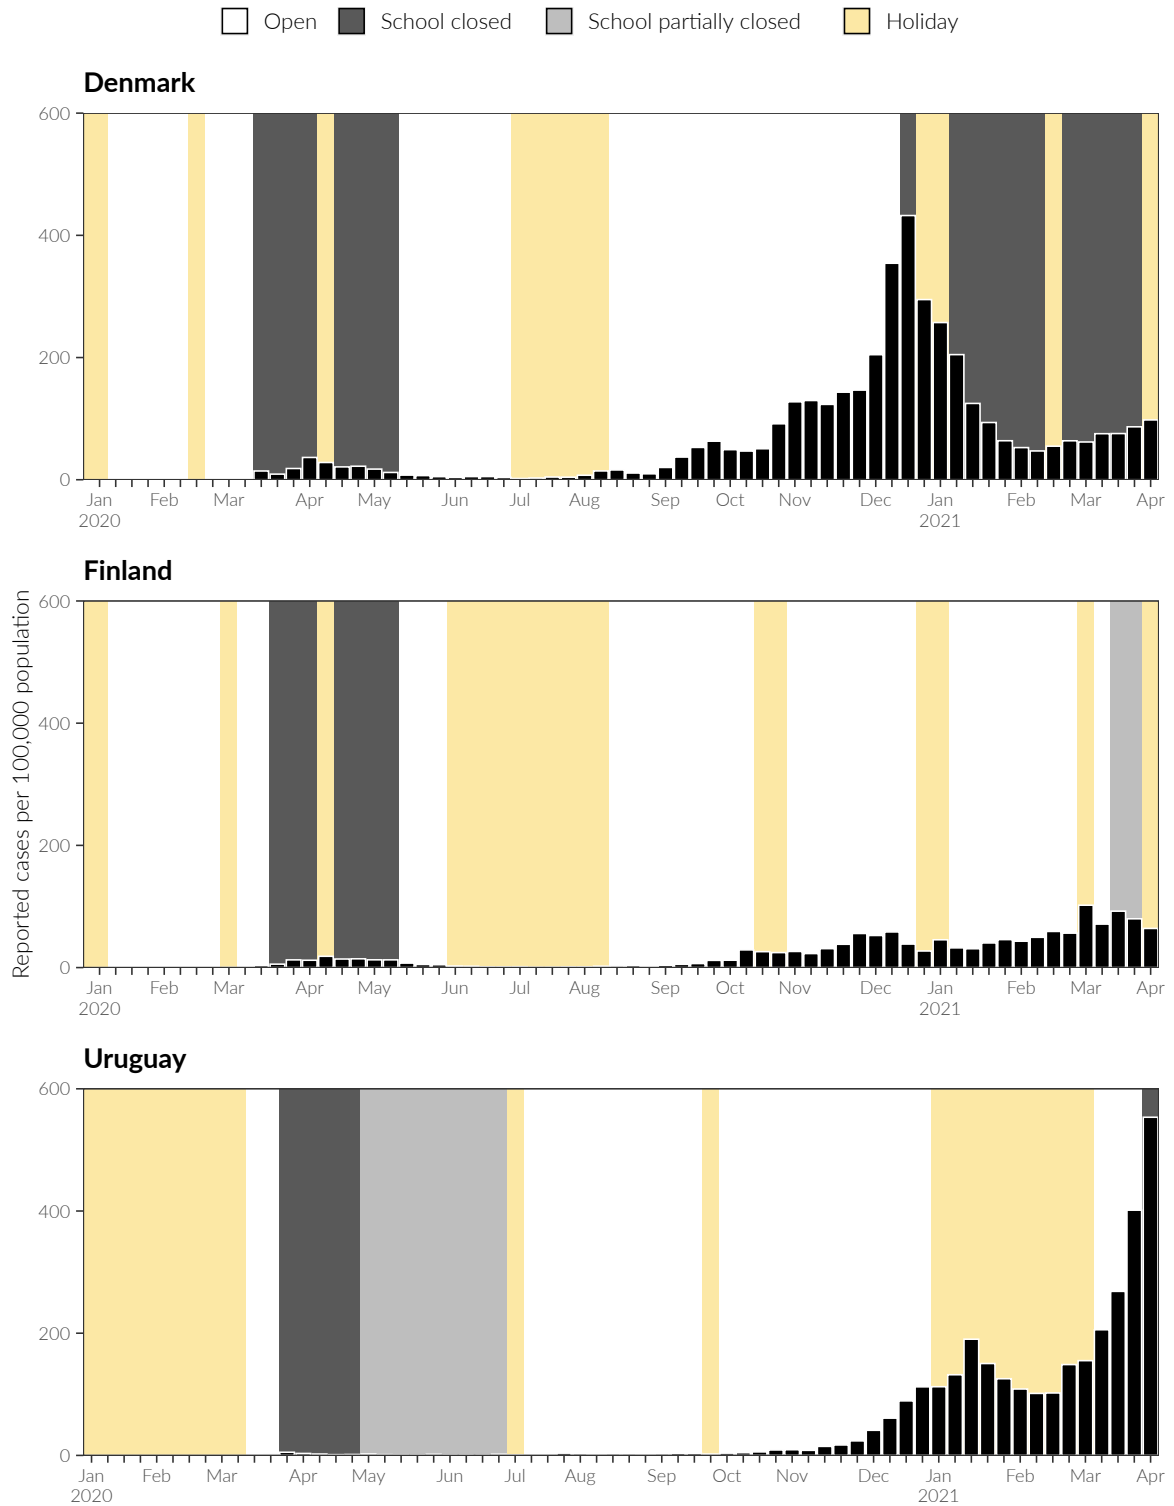 Open School closed School partially closed Holiday
Denmark
600
400
200
0
Jan Feb Mar Apr May Jun Jul Aug Sep Oct Nov Dec Jan Feb Mar Apr
2020 2021
Finland
Reported cases per 100,000 population
600
400
200
0
Jan Feb Mar Apr May Jun Jul Aug Sep Oct Nov Dec Jan Feb Mar Apr
2020 2021
Uruguay
600
400
200
0
Jan Feb Mar Apr May Jun Jul Aug Sep Oct Nov Dec Jan Feb Mar Apr
2020 2021